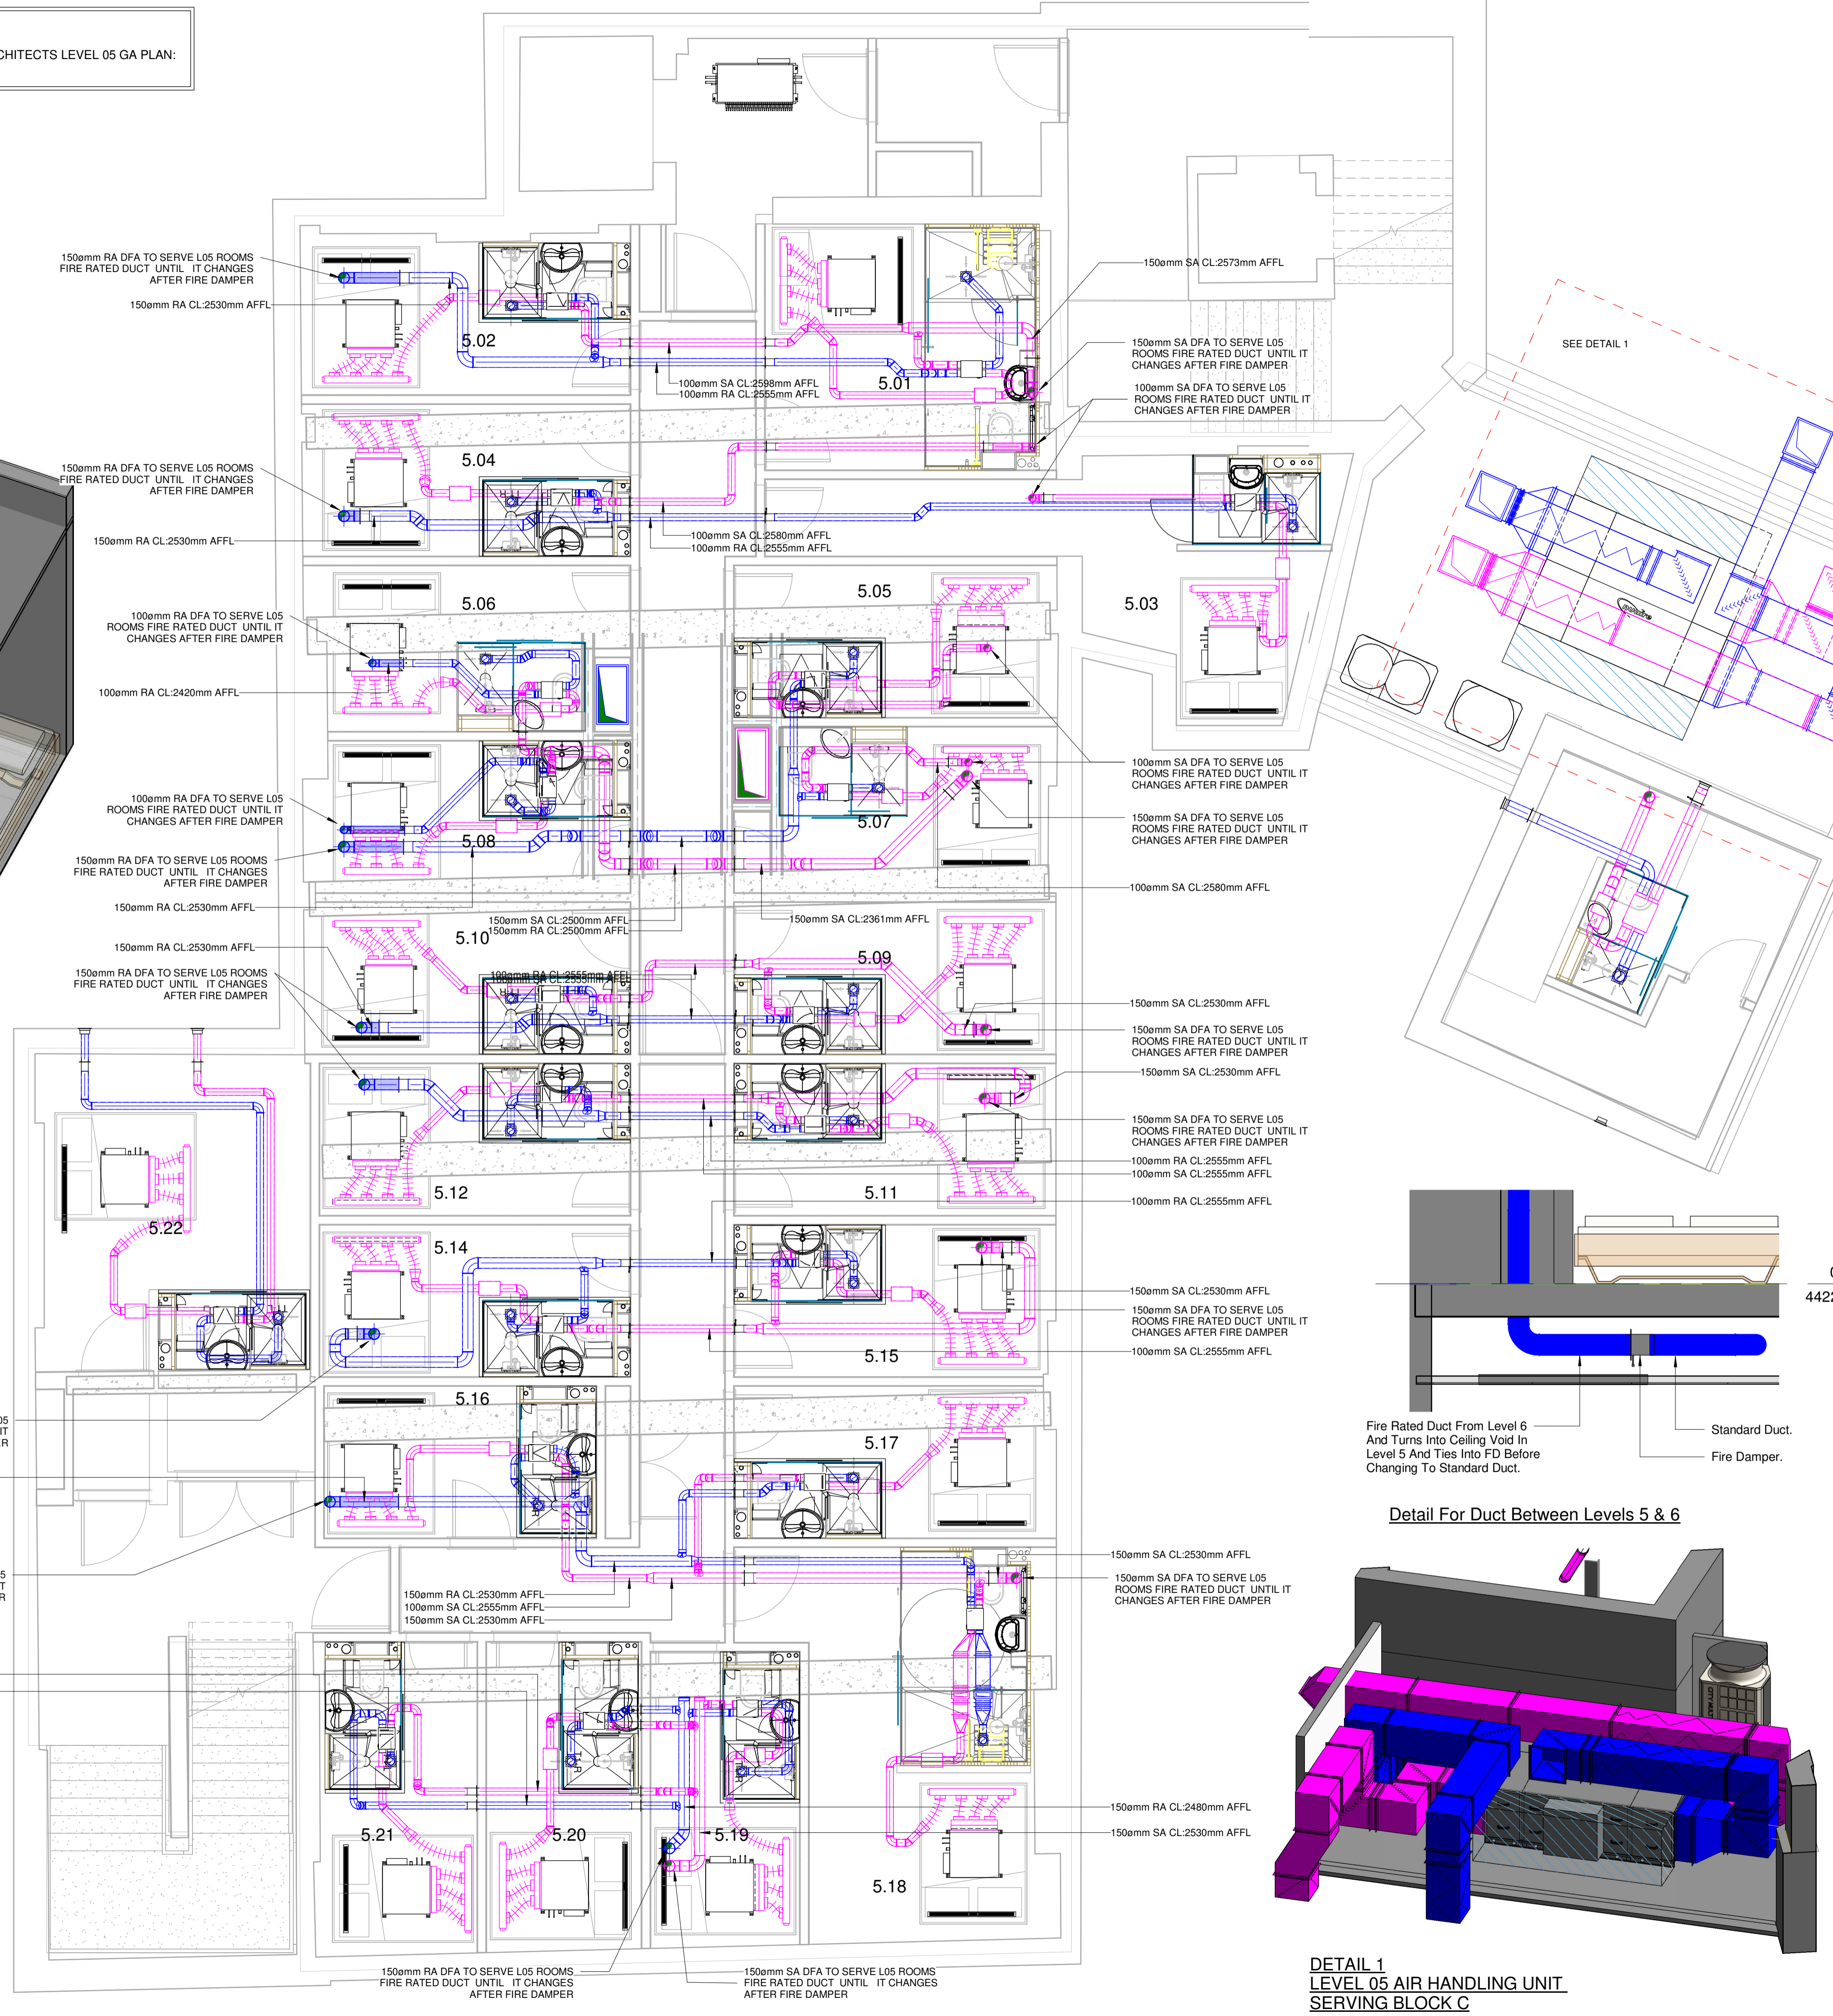 CHITECTS LEVEL 05 GA PLAN:
150ømm RA DFA TO SERVE L05 ROOMS
FIRE RATED DUCT UNTIL IT CHANGES
AFTER FIRE DAMPER
150ømm RA CL:2530mm AFFL
5.02
100ømm SA CL:2598mm AFFL
100ømm RA CL:2555mm AFFL
5.01
150ømm SA CL:2573mm AFFL
150ømm SA DFA TO SERVE L05
ROOMS FIRE RATED DUCT UNTIL IT
CHANGES AFTER FIRE DAMPER
100ømm SA DFA TO SERVE L05
ROOMS FIRE RATED DUCT UNTIL IT
CHANGES AFTER FIRE DAMPER
SEE DETAIL 1
150ømm RA DFA TO SERVE L05 ROOMS
FIRE RATED DUCT UNTIL IT CHANGES
AFTER FIRE DAMPER
5.04
150ømm RA CL:2530mm AFFL
100ømm SA CL:2580mm AFFL
100ømm RA CL:2555mm AFFL
100ømm RA DFA TO SERVE L05
ROOMS FIRE RATED DUCT UNTIL IT
CHANGES AFTER FIRE DAMPER
5.06
5.05
5.03
100ømm RA CL:2420mm AFFL
100ømm SA DFA TO SERVE L05
ROOMS FIRE RATED DUCT UNTIL IT
CHANGES AFTER FIRE DAMPER
100ømm RA DFA TO SERVE L05
ROOMS FIRE RATED DUCT UNTIL IT
CHANGES AFTER FIRE DAMPER
5.08
5.07
150ømm SA DFA TO SERVE L05
ROOMS FIRE RATED DUCT UNTIL IT
CHANGES AFTER FIRE DAMPER
150ømm RA DFA TO SERVE L05 ROOMS
FIRE RATED DUCT UNTIL IT CHANGES
AFTER FIRE DAMPER
100ømm SA CL:2580mm AFFL
150ømm RA CL:2530mm AFFL
150ømm SA CL:2500mm AFFL
150ømm RA CL:2500mm AFFL
150ømm SA CL:2361mm AFFL
150ømm RA CL:2530mm AFFL
5.10
5.09
150ømm RA DFA TO SERVE L05 ROOMS
FIRE RATED DUCT UNTIL IT CHANGES
AFTER FIRE DAMPER
100ømm RA CL:2555mm AFFL
100ømm SA CL:2555mm AFFL
150ømm SA CL:2530mm AFFL
150ømm SA DFA TO SERVE L05
ROOMS FIRE RATED DUCT UNTIL IT
CHANGES AFTER FIRE DAMPER
150ømm SA CL:2530mm AFFL
150ømm SA DFA TO SERVE L05
ROOMS FIRE RATED DUCT UNTIL IT
CHANGES AFTER FIRE DAMPER
100ømm RA CL:2555mm AFFL
100ømm SA CL:2555mm AFFL
5.12
5.11
100ømm RA CL:2555mm AFFL
5.22
5.14
150ømm SA CL:2530mm AFFL
150ømm SA DFA TO SERVE L05
ROOMS FIRE RATED DUCT UNTIL IT
CHANGES AFTER FIRE DAMPER
5.15
100ømm SA CL:2555mm AFFL
4422
5.16
05
IT
ER
5.17
Fire Rated Duct From Level 6
And Turns Into Ceiling Void In
Level 5 And Ties Into FD Before
Changing To Standard Duct.
Standard Duct.
Fire Damper.
Detail For Duct Between Levels 5 & 6
5
T
R
150ømm RA CL:2530mm AFFL
100ømm SA CL:2555mm AFFL
150ømm SA CL:2530mm AFFL
150ømm SA CL:2530mm AFFL
150ømm SA DFA TO SERVE L05
ROOMS FIRE RATED DUCT UNTIL IT
CHANGES AFTER FIRE DAMPER
CITY MULTI
150ømm RA CL:2480mm AFFL
150ømm SA CL:2530mm AFFL
5.21
5.20
5.19
5.18
150ømm RA DFA TO SERVE L05 ROOMS
FIRE RATED DUCT UNTIL IT CHANGES
AFTER FIRE DAMPER
150ømm SA DFA TO SERVE L05 ROOMS
FIRE RATED DUCT UNTIL IT CHANGES
AFTER FIRE DAMPER
DETAIL 1
LEVEL 05 AIR HANDLING UNIT
SERVING BLOCK C